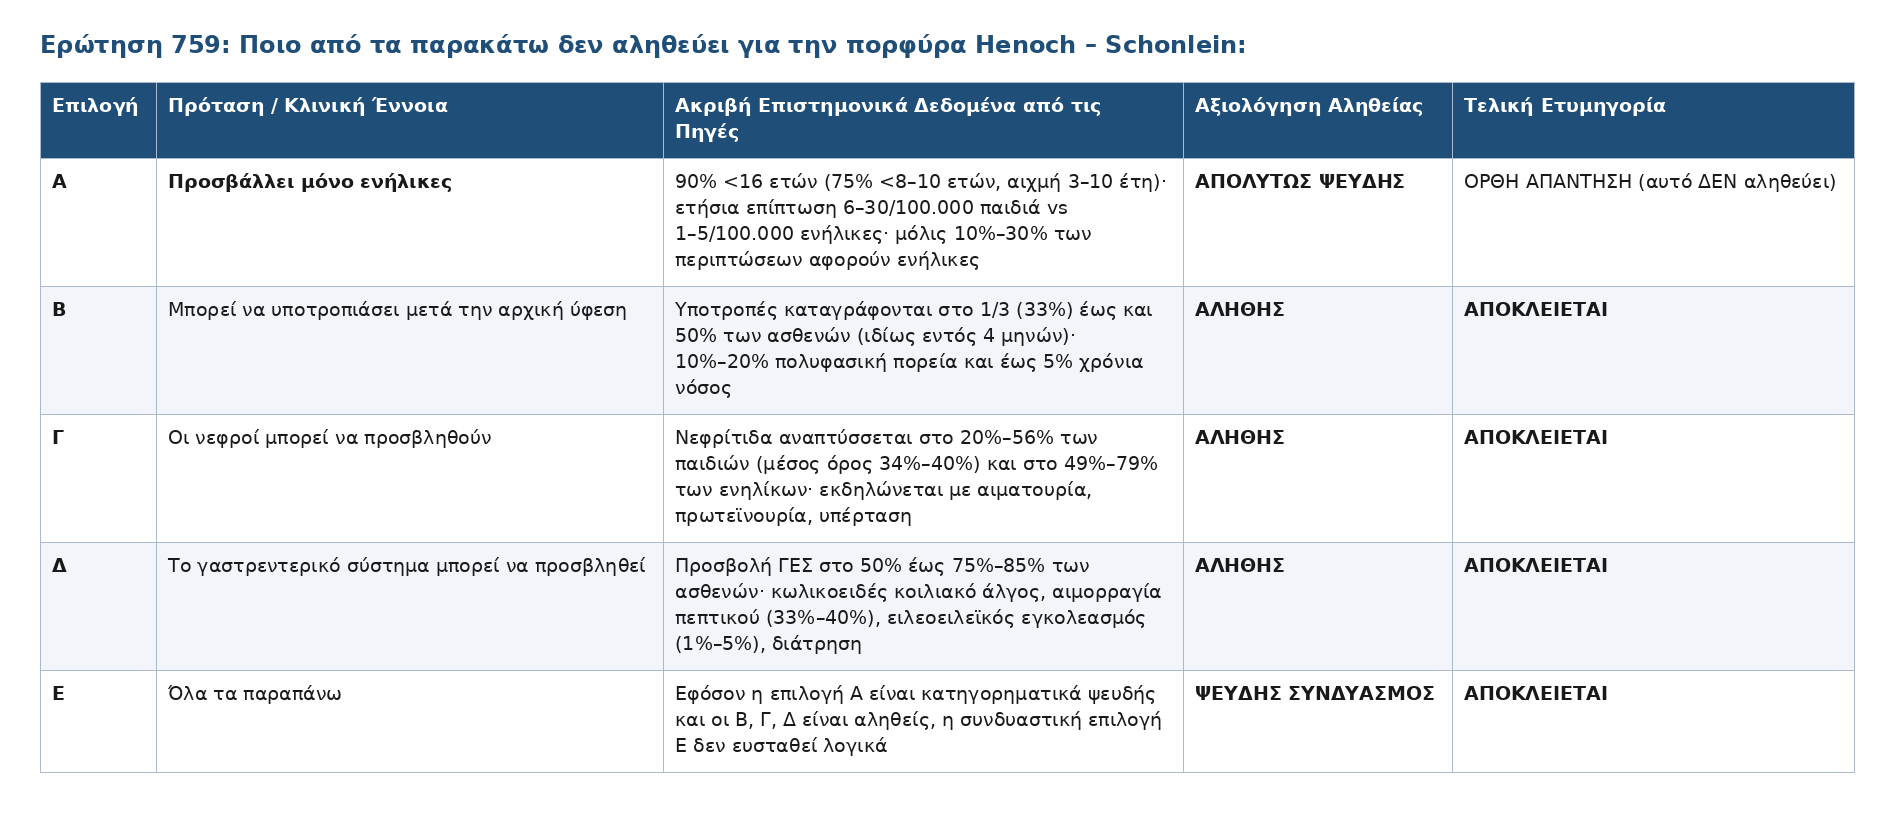 Ερώτηση 759: Ποιο από τα παρακάτω δεν αληθεύει για την πορφύρα Henoch – Schonlein:
Επιλογή
Πρόταση / Κλινική Έννοια
Ακριβή Επιστημονικά Δεδομένα από τις
Πηγές
Αξιολόγηση Αληθείας
Τελική Ετυμηγορία
Α
Προσβάλλει μόνο ενήλικες
90% <16 ετών (75% <8–10 ετών, αιχμή 3–10 έτη)·
ετήσια επίπτωση 6–30/100.000 παιδιά vs
1–5/100.000 ενήλικες· μόλις 10%–30% των
περιπτώσεων αφορούν ενήλικες
ΑΠΟΛΥΤΩΣ ΨΕΥΔΗΣ
ΟΡΘΗ ΑΠΑΝΤΗΣΗ (αυτό ΔΕΝ αληθεύει)
Β
Μπορεί να υποτροπιάσει μετά την αρχική ύφεση
Υποτροπές καταγράφονται στο 1/3 (33%) έως και
50% των ασθενών (ιδίως εντός 4 μηνών)·
10%–20% πολυφασική πορεία και έως 5% χρόνια
νόσος
ΑΛΗΘΗΣ
ΑΠΟΚΛΕΙΕΤΑΙ
Γ
Οι νεφροί μπορεί να προσβληθούν
Νεφρίτιδα αναπτύσσεται στο 20%–56% των
παιδιών (μέσος όρος 34%–40%) και στο 49%–79%
των ενηλίκων· εκδηλώνεται με αιματουρία,
πρωτεϊνουρία, υπέρταση
ΑΛΗΘΗΣ
ΑΠΟΚΛΕΙΕΤΑΙ
Δ
Το γαστρεντερικό σύστημα μπορεί να προσβληθεί
Προσβολή ΓΕΣ στο 50% έως 75%–85% των
ασθενών· κωλικοειδές κοιλιακό άλγος, αιμορραγία
πεπτικού (33%–40%), ειλεοειλεϊκός εγκολεασμός
(1%–5%), διάτρηση
ΑΛΗΘΗΣ
ΑΠΟΚΛΕΙΕΤΑΙ
Ε
Όλα τα παραπάνω
Εφόσον η επιλογή Α είναι κατηγορηματικά ψευδής
και οι Β, Γ, Δ είναι αληθείς, η συνδυαστική επιλογή
Ε δεν ευσταθεί λογικά
ΨΕΥΔΗΣ ΣΥΝΔΥΑΣΜΟΣ
ΑΠΟΚΛΕΙΕΤΑΙ